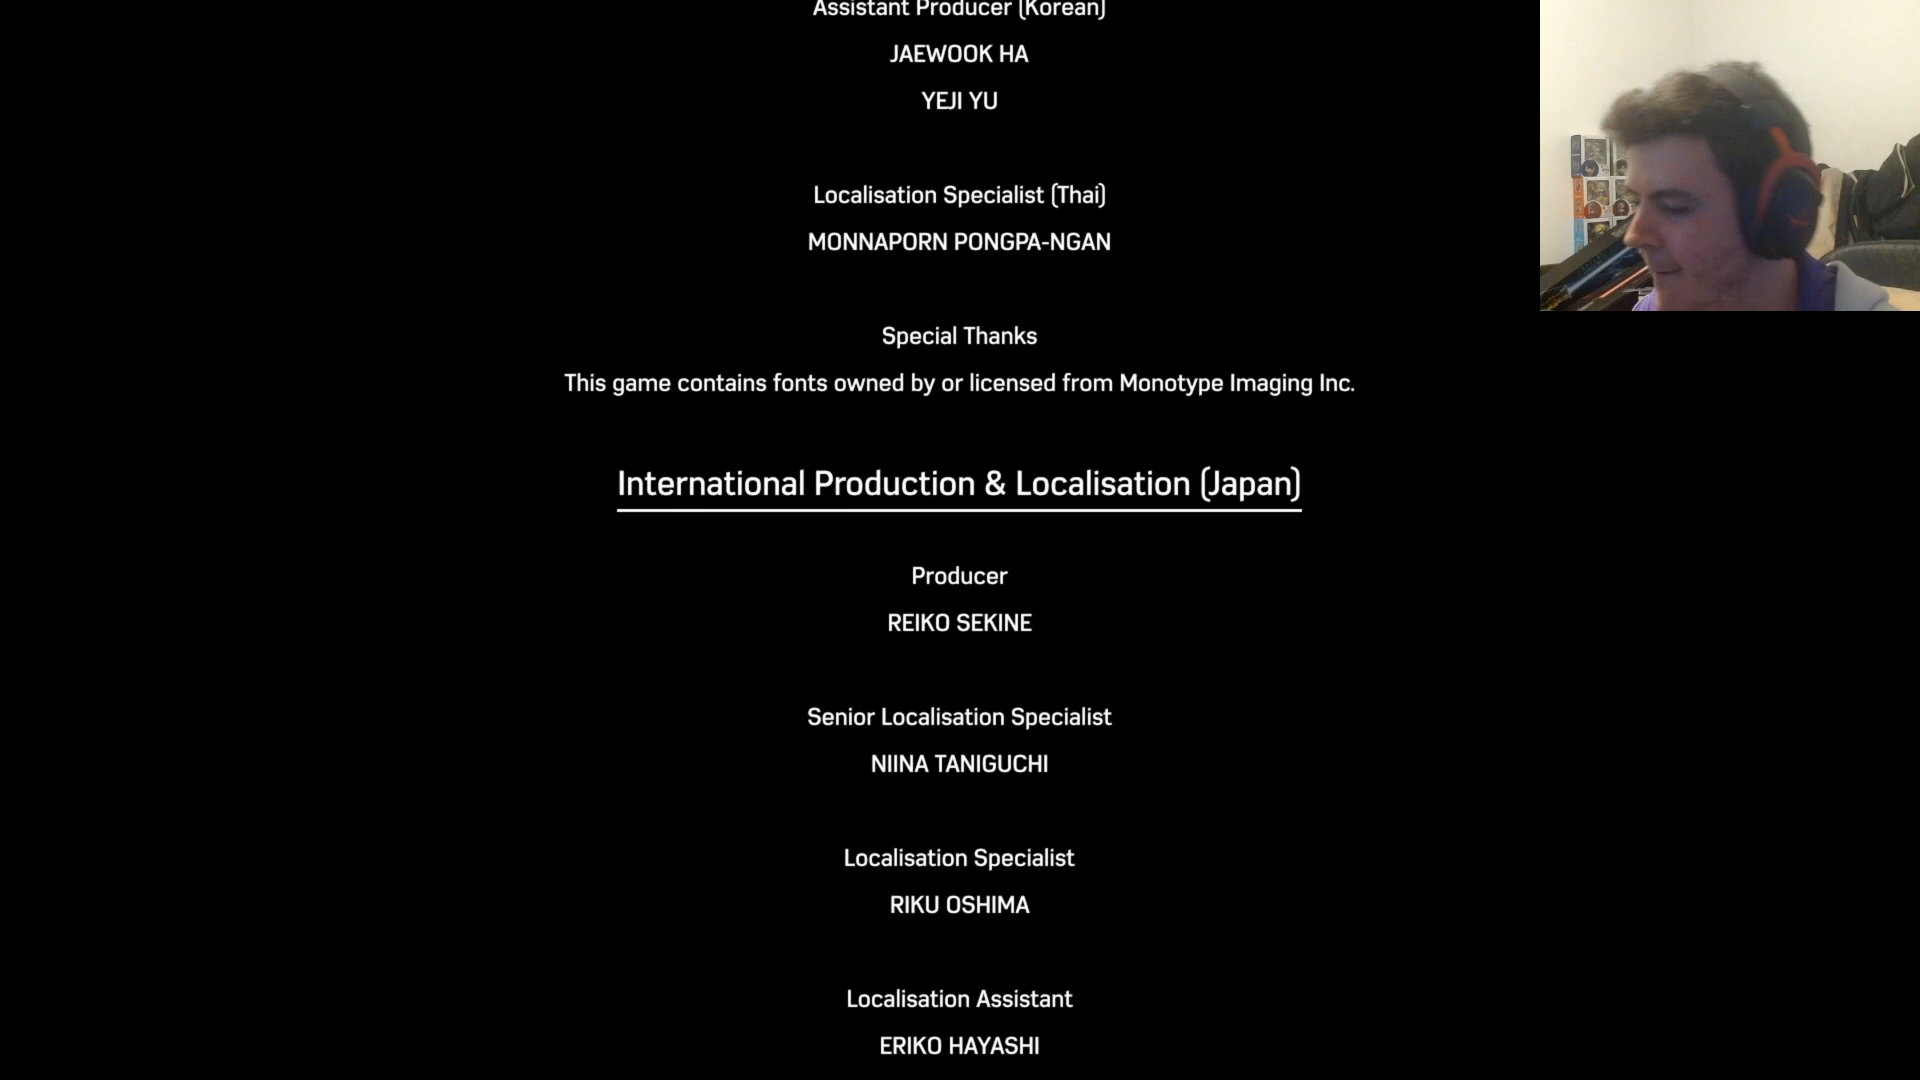 Assistant Producer (Korean)
JAEWOOK HA
YEJI YU
Localisation Specialist (Thai)
MONNAPORN PONGPA-NGAN
Special Thanks
This game contains fonts owned by or licensed from Monotype Imaging Inc.
International Production & Localisation (Japan)
Producer
REIKO SEKINE
Senior Localisation Specialist
NIINA TANIGUCHI
Localisation Specialist
RIKU OSHIMA
Localisation Assistant
ERIKO HAYASHI